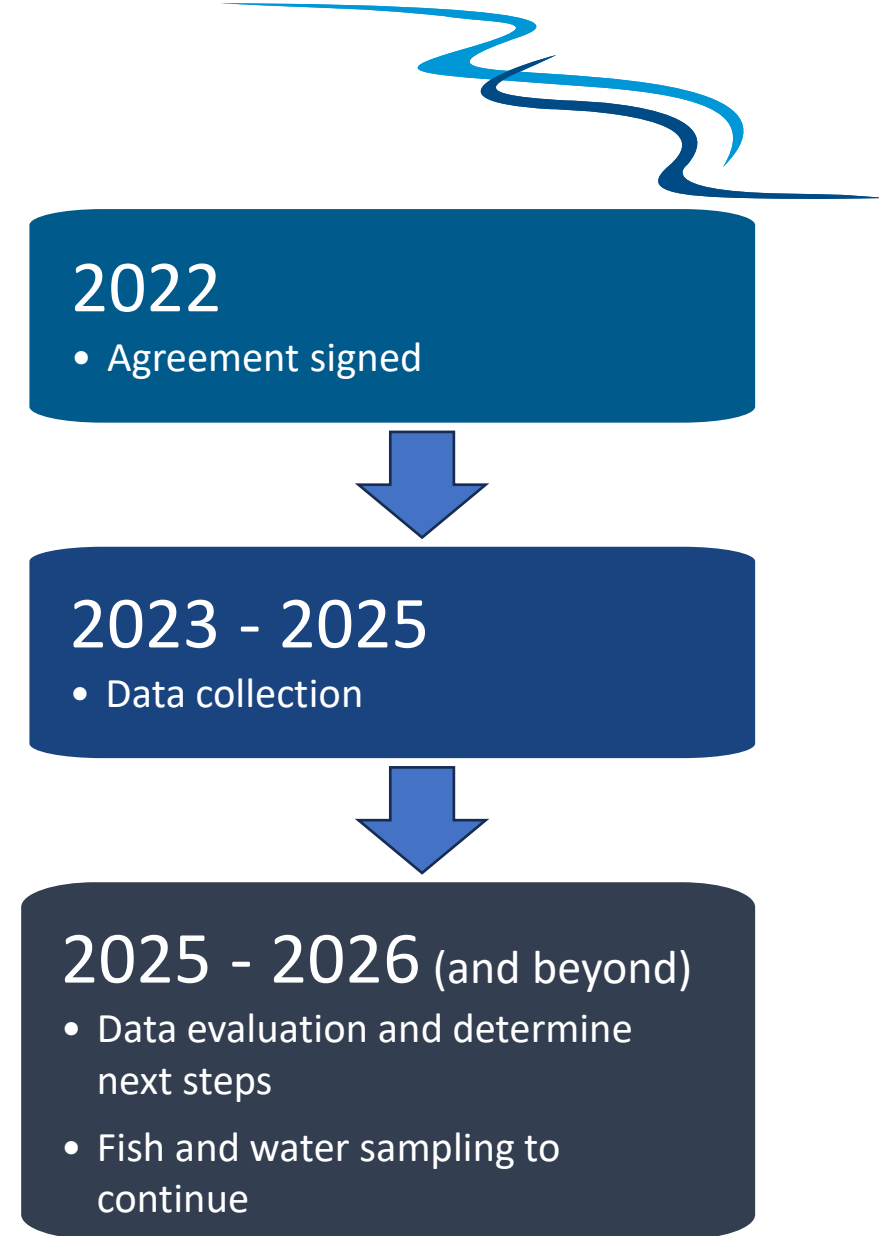 2022
• Agreement signed
2023 - 2025
• Data collection
2025 - 2026 (and beyond)
• Data evaluation and determine
next steps
• Fish and water sampling to
continue